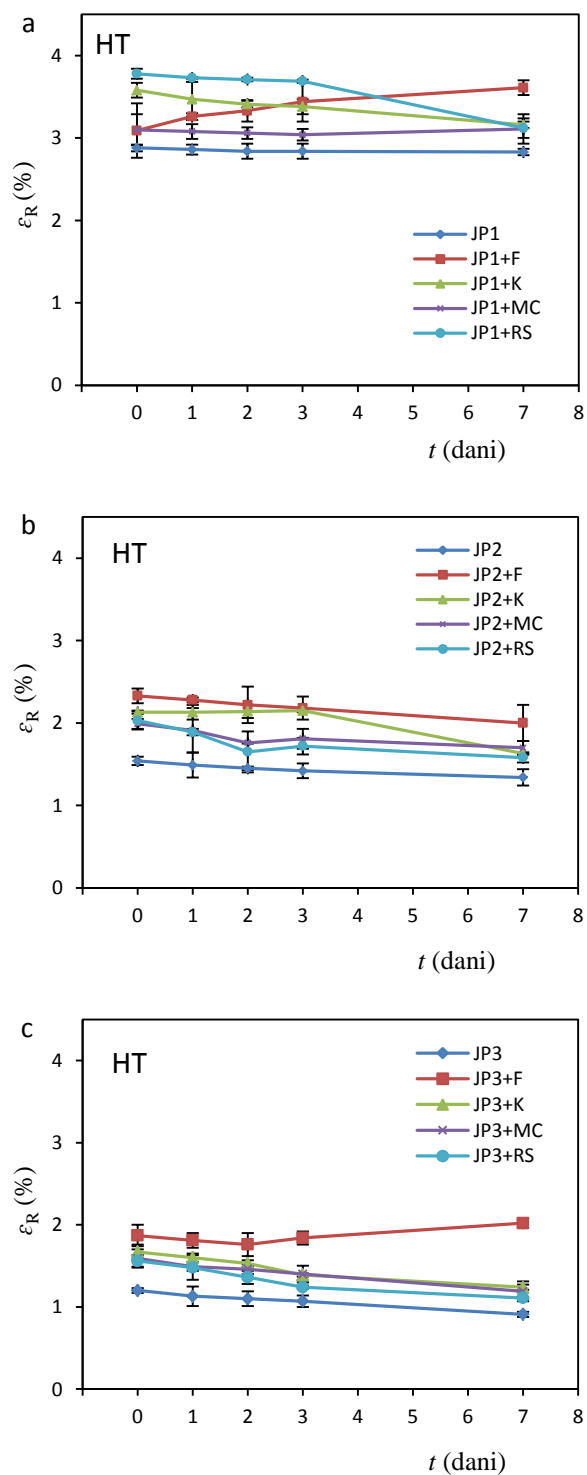 a
HT
4
3
2
1
0
εR (%)
JP1
JP1+F
JP1+K
JP1+MC
JP1+RS
0 1 2 3 4 5 6 7 8
t (dani)
b
HT
4
3
2
1
0
εR (%)
JP2
JP2+F
JP2+K
JP2+MC
JP2+RS
0 1 2 3 4 5 6 7 8
t (dani)
c
HT
4
3
2
1
0
εR (%)
JP3
JP3+F
JP3+K
JP3+MC
JP3+RS
0 1 2 3 4 5 6 7 8
t (dani)